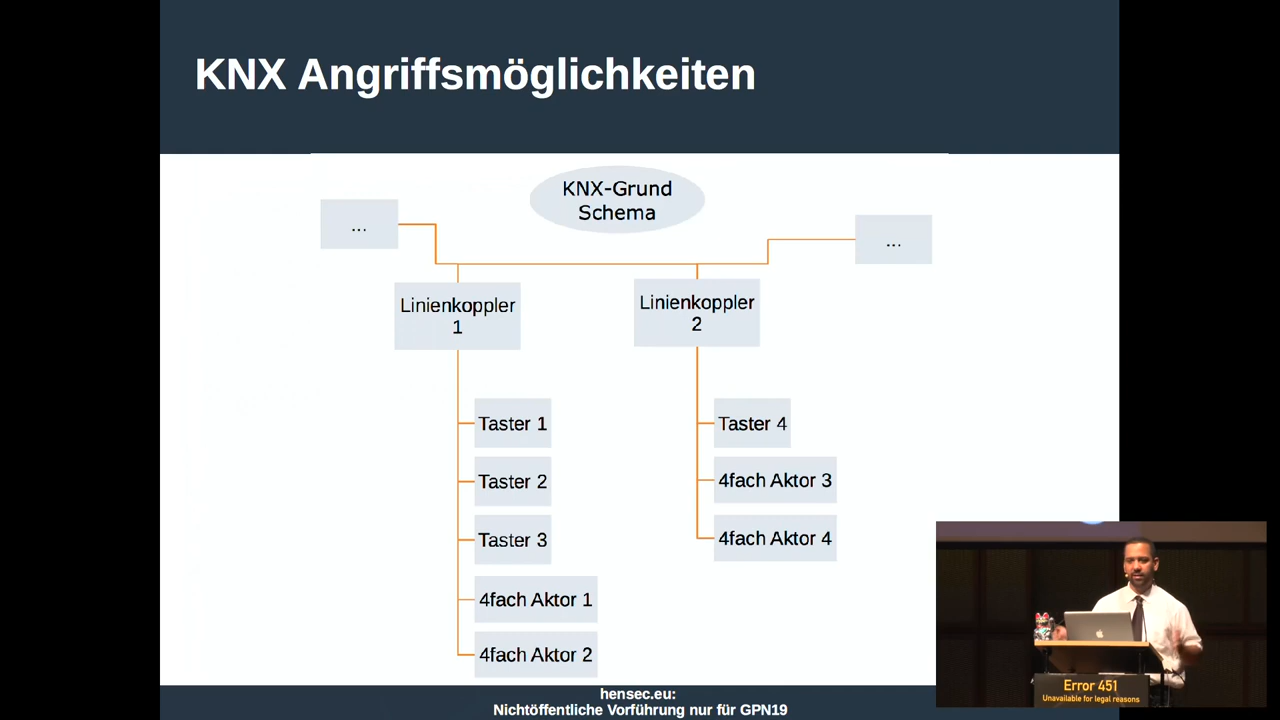 KNX Angriffsmöglichkeiten
KNX-Grund
Schema
...
...
Linienkoppler
1
Linienkoppler
2
Taster 1
Taster 2
Taster 3
4fach Aktor 1
4fach Aktor 2
Taster 4
4fach Aktor 3
4fach Aktor 4
hensec.eu:
Nichtöffentliche Vorführung nur für GPN19
Error 451
Unavailable for legal reasons